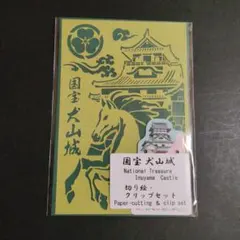 国宝 犬山城
国宝 犬山城
National Treasure
Inuyama Castle
切り絵・
クリップセット
Paper-cutting & clip set